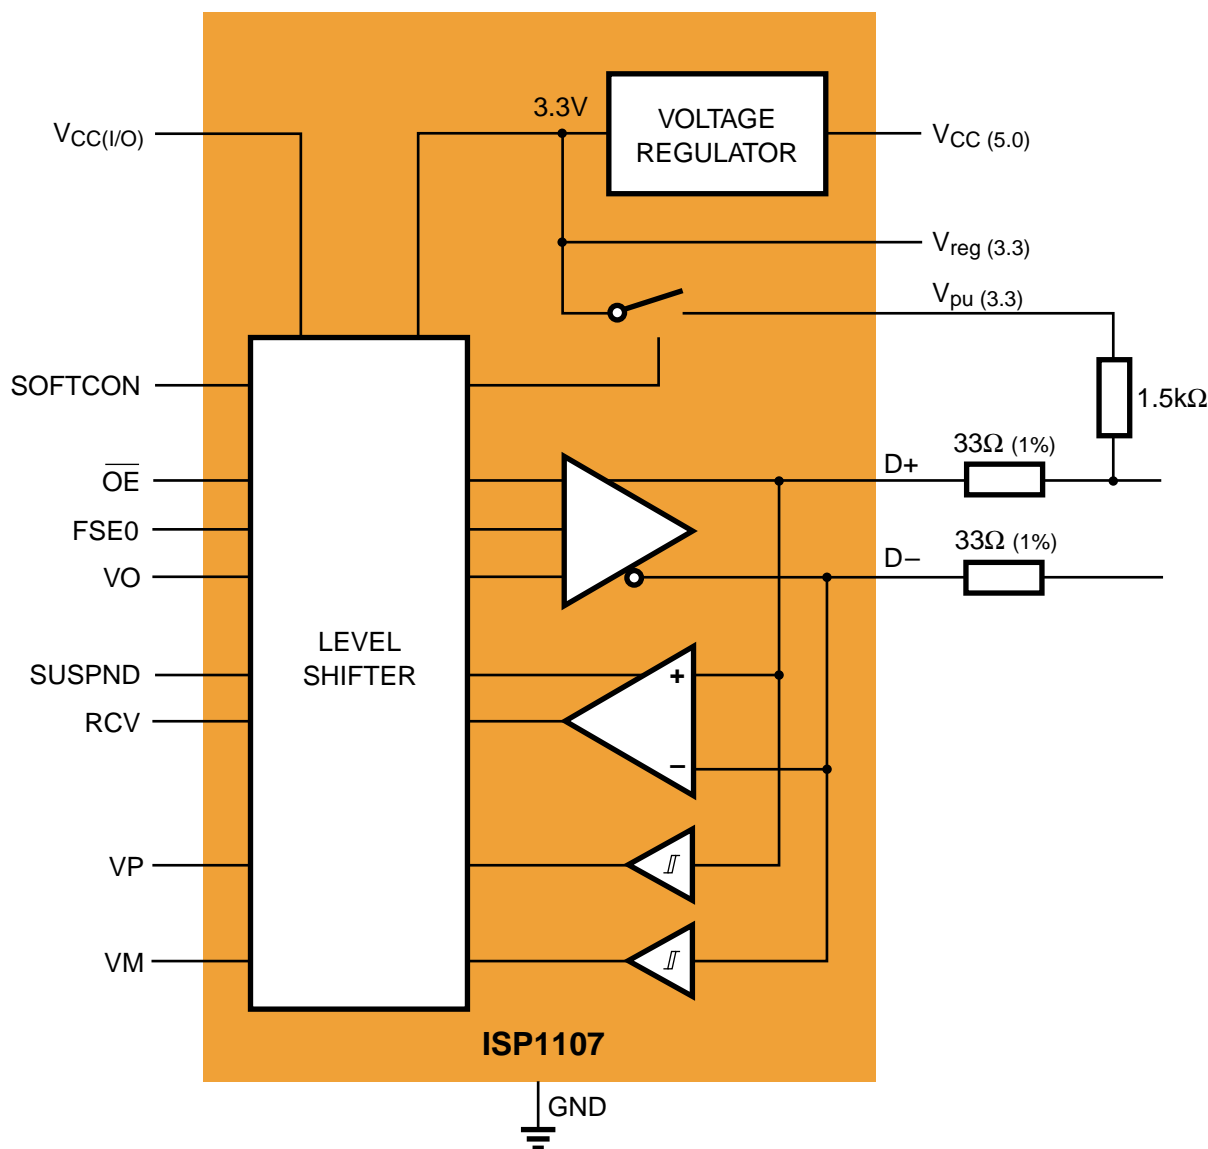 3.3V
VOLTAGE
REGULATOR
VCC(I/O)
VCC (5.0)
Vreg (3.3)
Vpu (3.3)
SOFTCON
1.5kΩ
33Ω (1%)
D+
OE
FSE0
33Ω (1%)
D−
VO
LEVEL
SHIFTER
SUSPND
+
RCV
−
VP
VM
ISP1107
GND